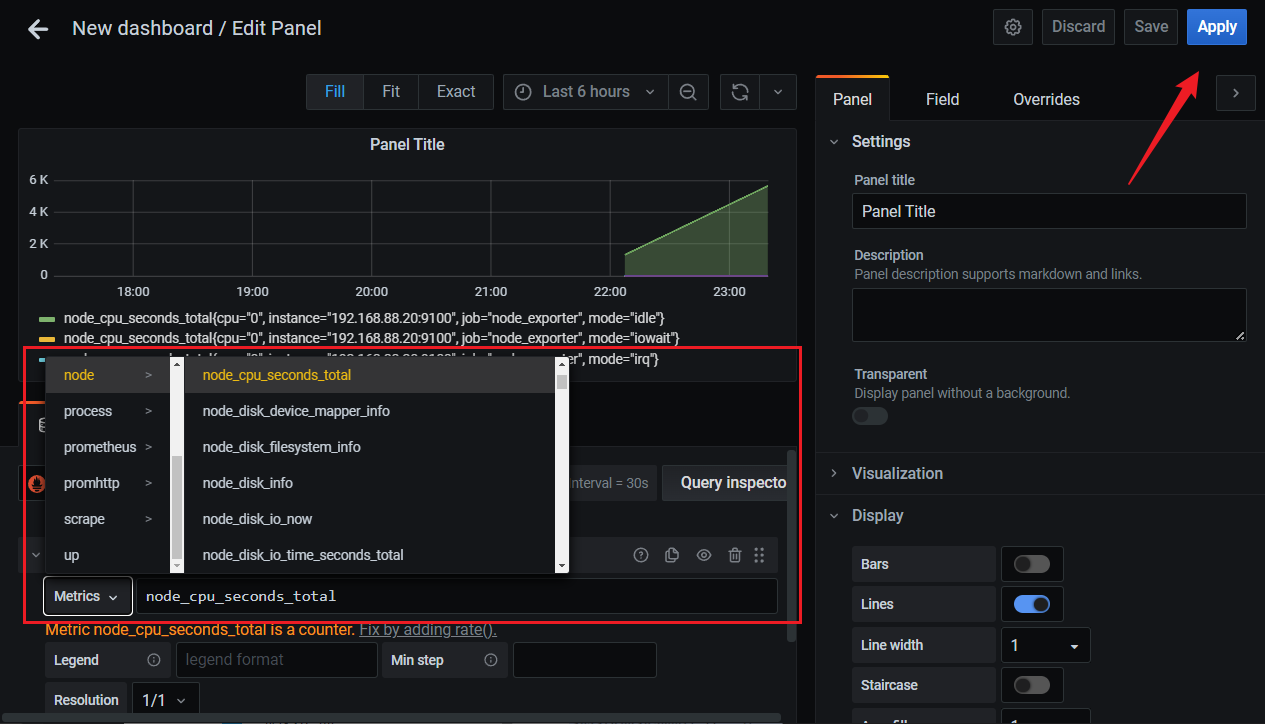 New dashboard / Edit Panel
Discard
Save
Apply
Fill
Fit
Exact
Last 6 hours
Panel
Field
Overrides
Panel Title
6 K
4 K
2 K
0
18:00
19:00
20:00
21:00
22:00
23:00
node_cpu_seconds_total{cpu="0", instance="192.168.88.20:9100", job="node_exporter", mode="idle"}
node_cpu_seconds_total{cpu="0", instance="192.168.88.20:9100", job="node_exporter", mode="iowait"}
mode="irq"}
node >
process >
prometheus >
promhttp >
scrape >
up
node_cpu_seconds_total
node_disk_device_mapper_info
node_disk_filesystem_info
node_disk_info
node_disk_io_now
node_disk_io_time_seconds_total
= 30s
Query inspecto
Metrics
node_cpu_seconds_total
Metric node_cpu_seconds_total is a counter. Fix by adding rate().
Legend
legend format
Min step
Resolution
1/1
Settings
Panel title
Panel Title
Description
Panel description supports markdown and links.
Transparent
Display panel without a background.
Visualization
Display
Bars
Lines
Line width
1
Staircase